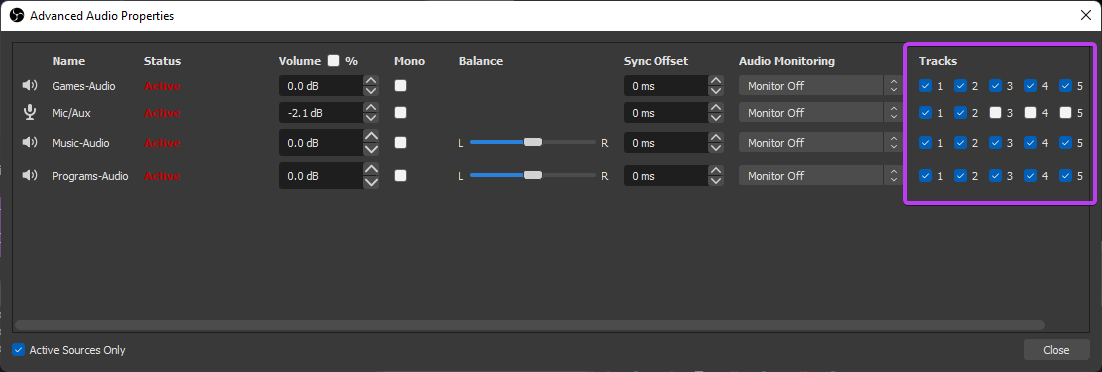 Advanced Audio Properties
Name Status Volume % Mono Balance Sync Offset Audio Monitoring Tracks
Games-Audio Active 0.0 dB 0 ms Monitor Off 1 2 3 4 5
Mic/Aux Active -2.1 dB 0 ms Monitor Off 1 2 3 4 5
Music-Audio Active 0.0 dB L R 0 ms Monitor Off 1 2 3 4 5
Programs-Audio Active 0.0 dB L R 0 ms Monitor Off 1 2 3 4 5
Active Sources Only Close